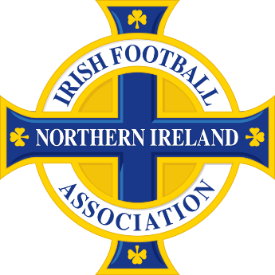 IRISH FOOTBALL
NORTHERN IRELAND
ASSOCIATION